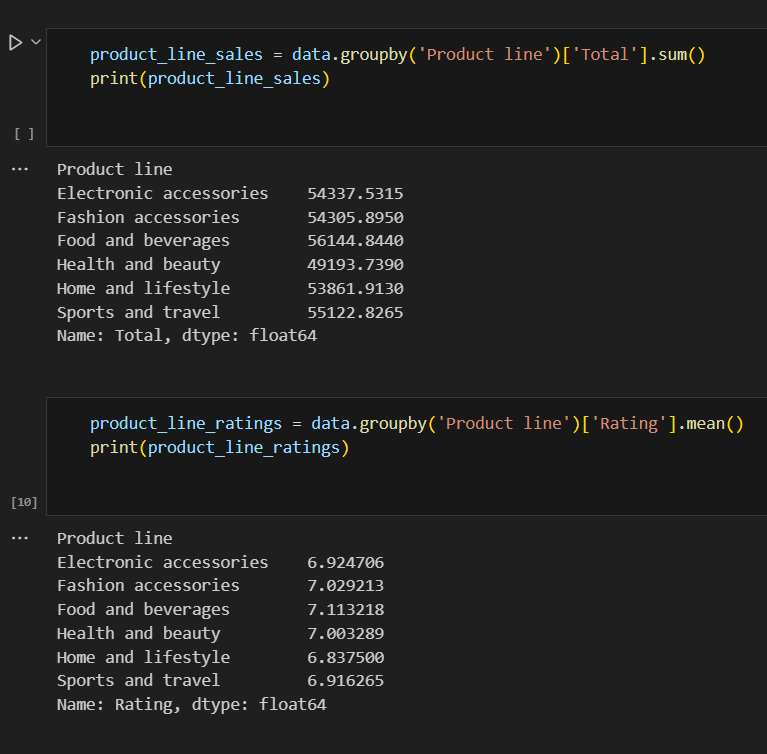 product_line_sales = data.groupby('Product line')['Total'].sum()
print(product_line_sales)
[ ]
... Product line
Electronic accessories    54337.5315
Fashion accessories       54305.8950
Food and beverages        56144.8440
Health and beauty         49193.7390
Home and lifestyle        53861.9130
Sports and travel         55122.8265
Name: Total, dtype: float64
product_line_ratings = data.groupby('Product line')['Rating'].mean()
print(product_line_ratings)
[10]
... Product line
Electronic accessories    6.924706
Fashion accessories       7.029213
Food and beverages        7.113218
Health and beauty         7.003289
Home and lifestyle        6.837500
Sports and travel         6.916265
Name: Rating, dtype: float64